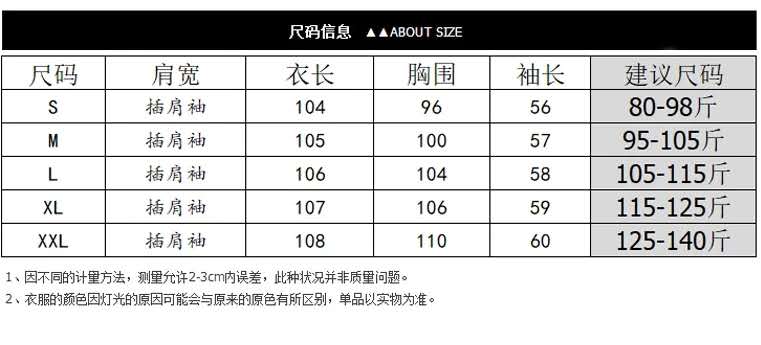 尺码信息 ▲▲ABOUT SIZE
尺码 肩宽 衣长 胸围 袖长 建议尺码
S 插肩袖 104 96 56 80-98斤
M 插肩袖 105 100 57 95-105斤
L 插肩袖 106 104 58 105-115斤
XL 插肩袖 107 106 59 115-125斤
XXL 插肩袖 108 110 60 125-140斤
1、因不同的计量方法，测量允许2-3cm内误差，此种状况并非质量问题。
2、衣服的颜色因灯光的原因可能会与原来的原色有所区别，单品以实物为准。